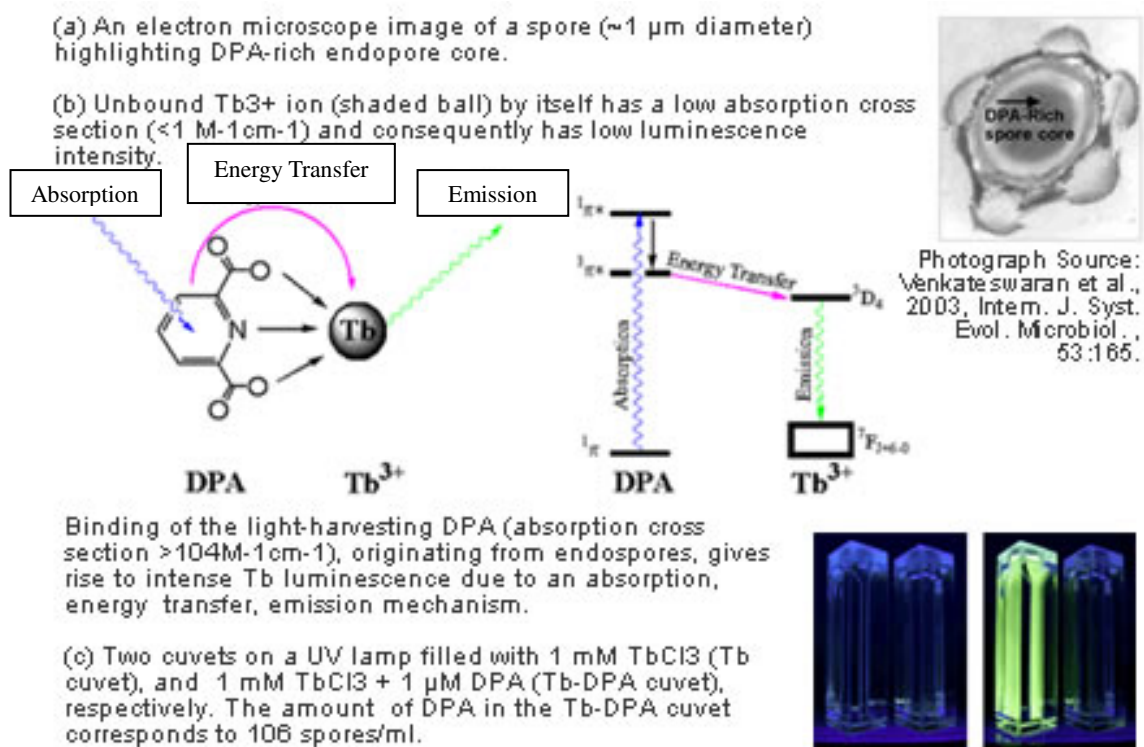 (a) An electron microscope image of a spore (~1 µm diameter)
highlighting DPA-rich endopore core.
(b) Unbound Tb3+ ion (shaded ball) by itself has a low absorption cross
section (<1 M-1cm-1) and consequently has low luminescence
intensity.
DPA-Rich
spore core
Photograph Source:
Venkateswaran et al.,
2003, Intern. J. Syst.
Evol. Microbiol.,
53:165.
Absorption
Energy Transfer
Emission
O
O
N
O
O
Tb
DPA
Tb3+
1π*
3π*
1π
Absorption
Energy Transfer
5D4
Emission
DPA
Tb3+
Binding of the light-harvesting DPA (absorption cross
section >104M-1cm-1), originating from endospores, gives
rise to intense Tb luminescence due to an absorption,
energy transfer, emission mechanism.
(c) Two cuvets on a UV lamp filled with 1 mM TbCl3 (Tb
cuvet), and 1 mM TbCl3 + 1 µM DPA (Tb-DPA cuvet),
respectively. The amount of DPA in the Tb-DPA cuvet
corresponds to 106 spores/ml.